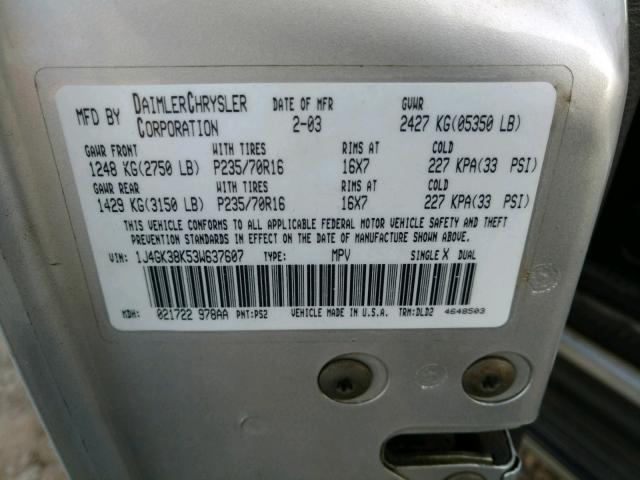 MFD BY DAIMLERCHRYSLER CORPORATION DATE OF MFR 2-03 GVWR 2427 KG(05350 LB)
GAWR FRONT WITH TIRES RIMS AT COLD
1248 KG(2750 LB) P235/70R16 16X7 227 KPA(33 PSI)
GAWR REAR WITH TIRES RIMS AT COLD
1429 KG(3150 LB) P235/70R16 16X7 227 KPA(33 PSI)
THIS VEHICLE CONFORMS TO ALL APPLICABLE FEDERAL MOTOR VEHICLE SAFETY AND THEFT
PREVENTION STANDARDS IN EFFECT ON THE DATE OF MANUFACTURE SHOWN ABOVE.
VIN: 1J4GK38K53W637607 TYPE: MPV SINGLE X DUAL
MDH: 021722 978AA PNT:PS2 VEHICLE MADE IN U.S.A. TRM:DLD2 4648503